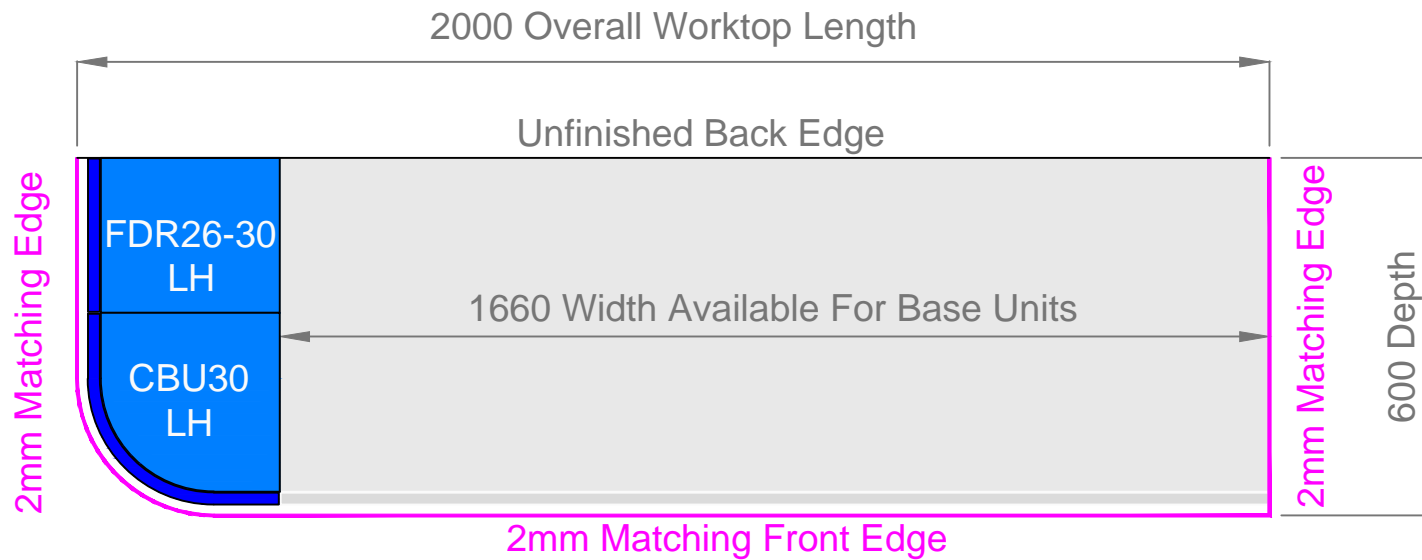 2000 Overall Worktop Length
Unfinished Back Edge
2mm Matching Edge
FDR26-30
LH
1660 Width Available For Base Units
CBU30
LH
2mm Matching Edge
600 Depth
2mm Matching Front Edge